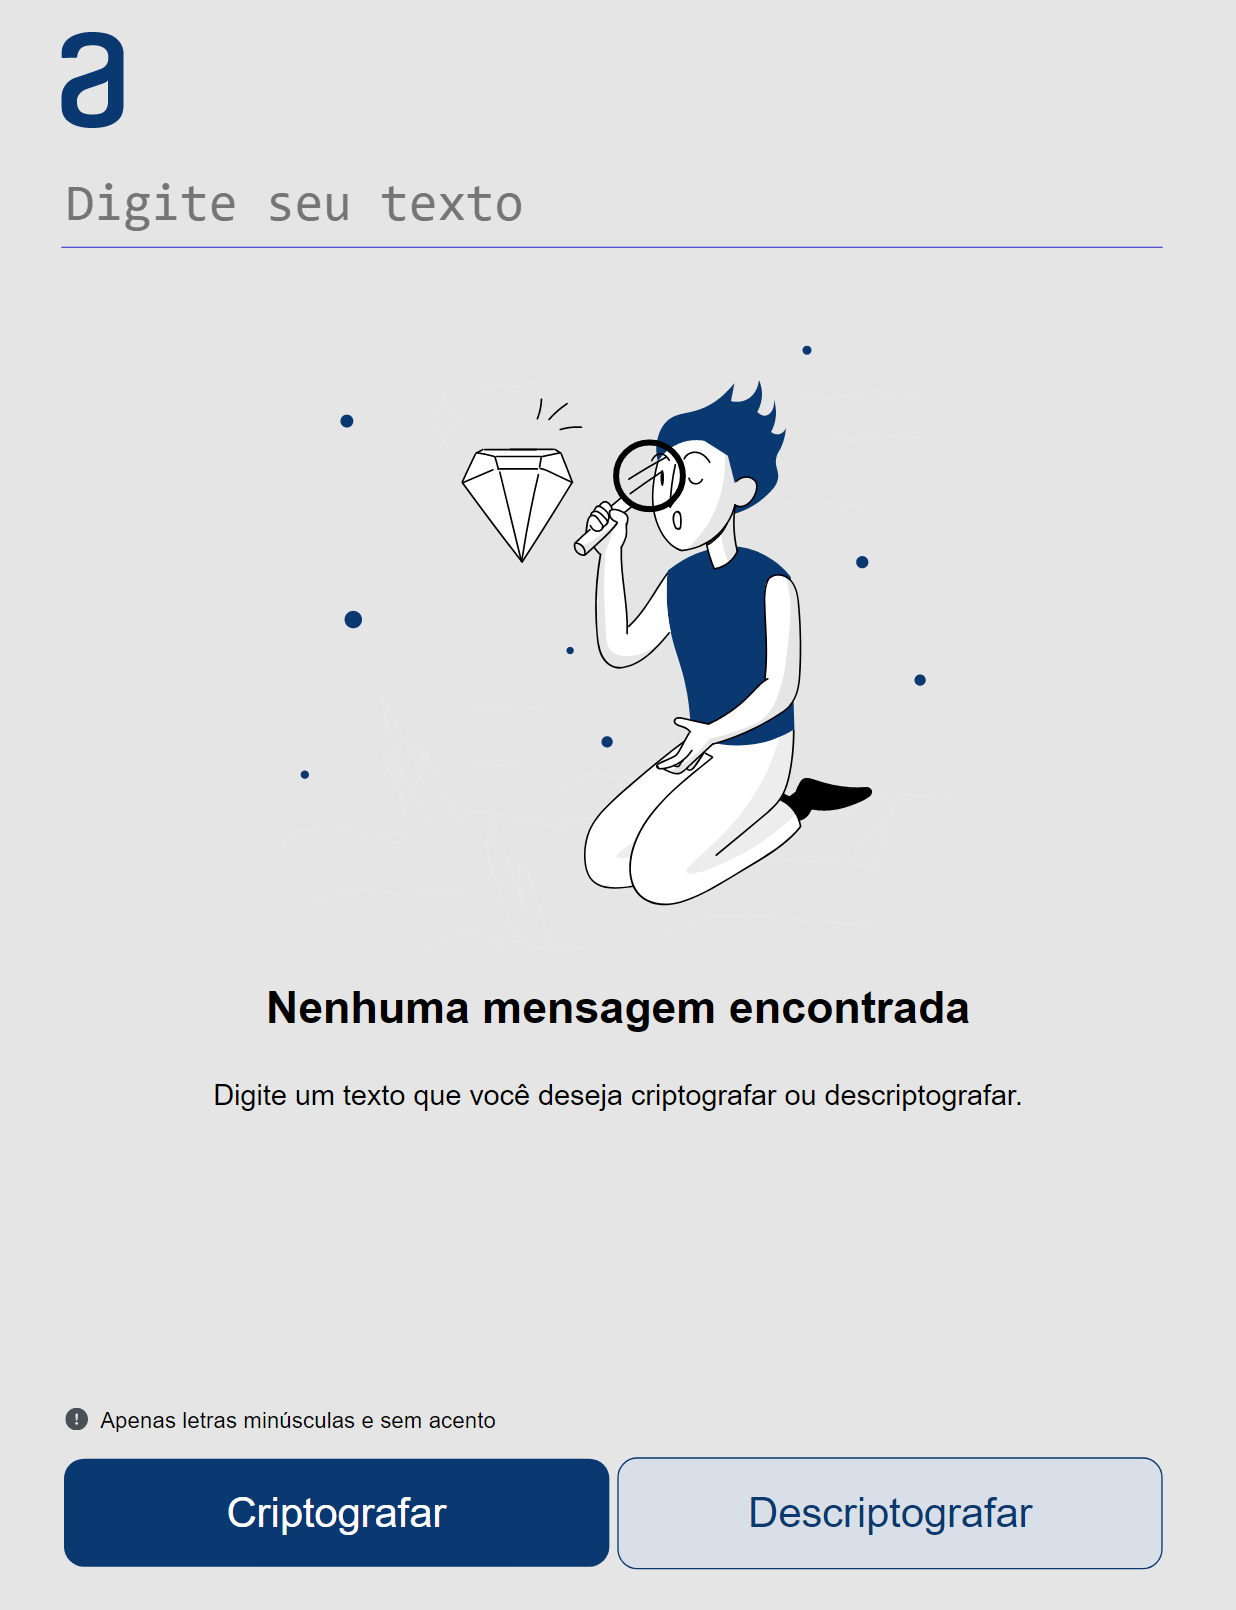 a
Digite seu texto
Nenhuma mensagem encontrada
Digite um texto que você deseja criptografar ou descriptografar.
Apenas letras minúsculas e sem acento
Criptografar
Descriptografar